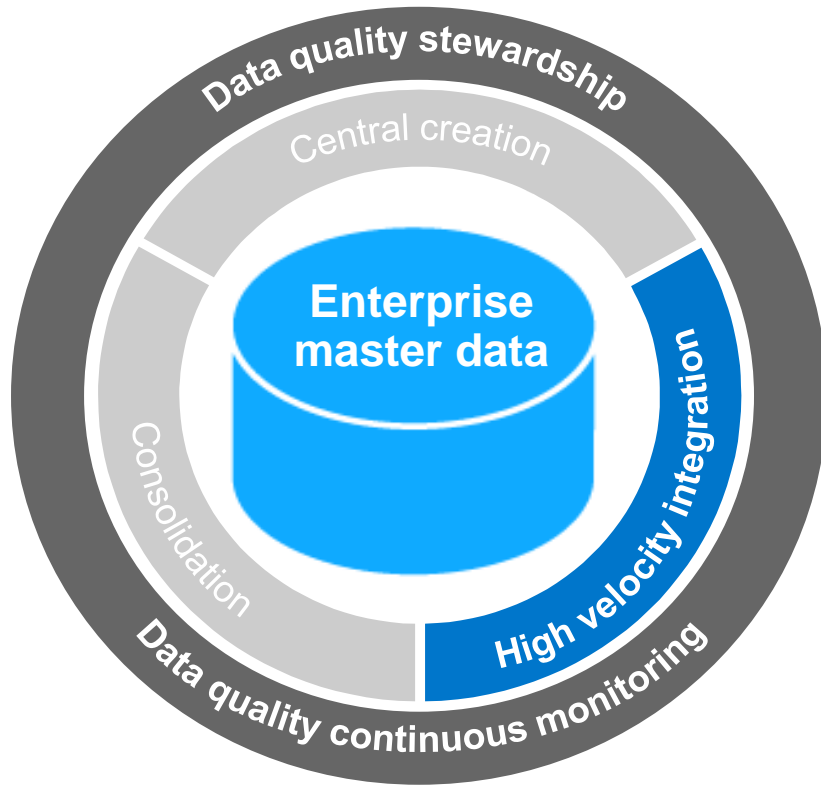 Data quality stewardship
Central creation
Enterprise
master data
Consolidation
High velocity integration
Data quality continuous monitoring